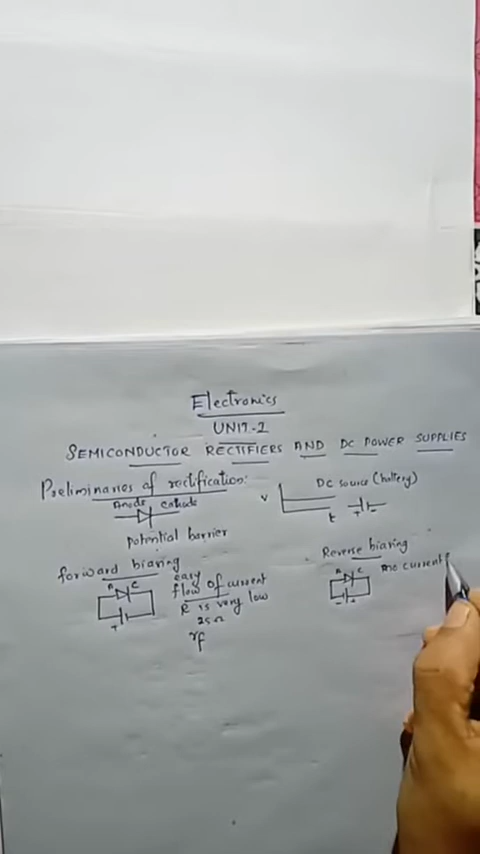 Electronics
UNIT-2
SEMICONDUCTOR RECTIFIERS AND DC POWER SUPPLIES
Preliminaries of rectification:
DC source (battery)
Anode cathode
V
t
Potential barrier
forward biasing
A C
+
easy
flow of current
R is very low
25Ω
rf
Reverse biasing
A C
- +
no current